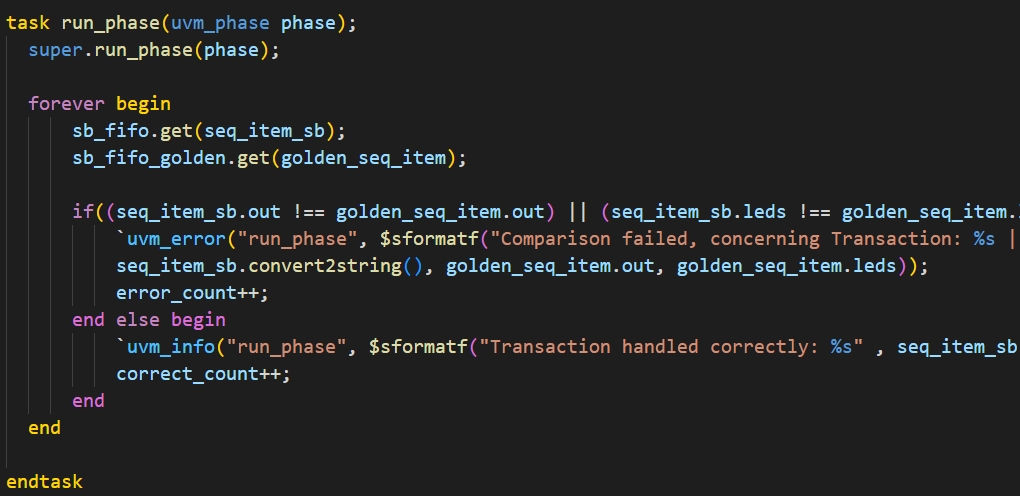 task run_phase(uvm_phase phase);
super.run_phase(phase);
forever begin
sb_fifo.get(seq_item_sb);
sb_fifo_golden.get(golden_seq_item);
if((seq_item_sb.out !== golden_seq_item.out) || (seq_item_sb.leds !== golden_seq_item.
`uvm_error("run_phase", $sformatf("Comparison failed, concerning Transaction: %s |
seq_item_sb.convert2string(), golden_seq_item.out, golden_seq_item.leds));
error_count++;
end else begin
`uvm_info("run_phase", $sformatf("Transaction handled correctly: %s" , seq_item_sb
correct_count++;
end
end
endtask